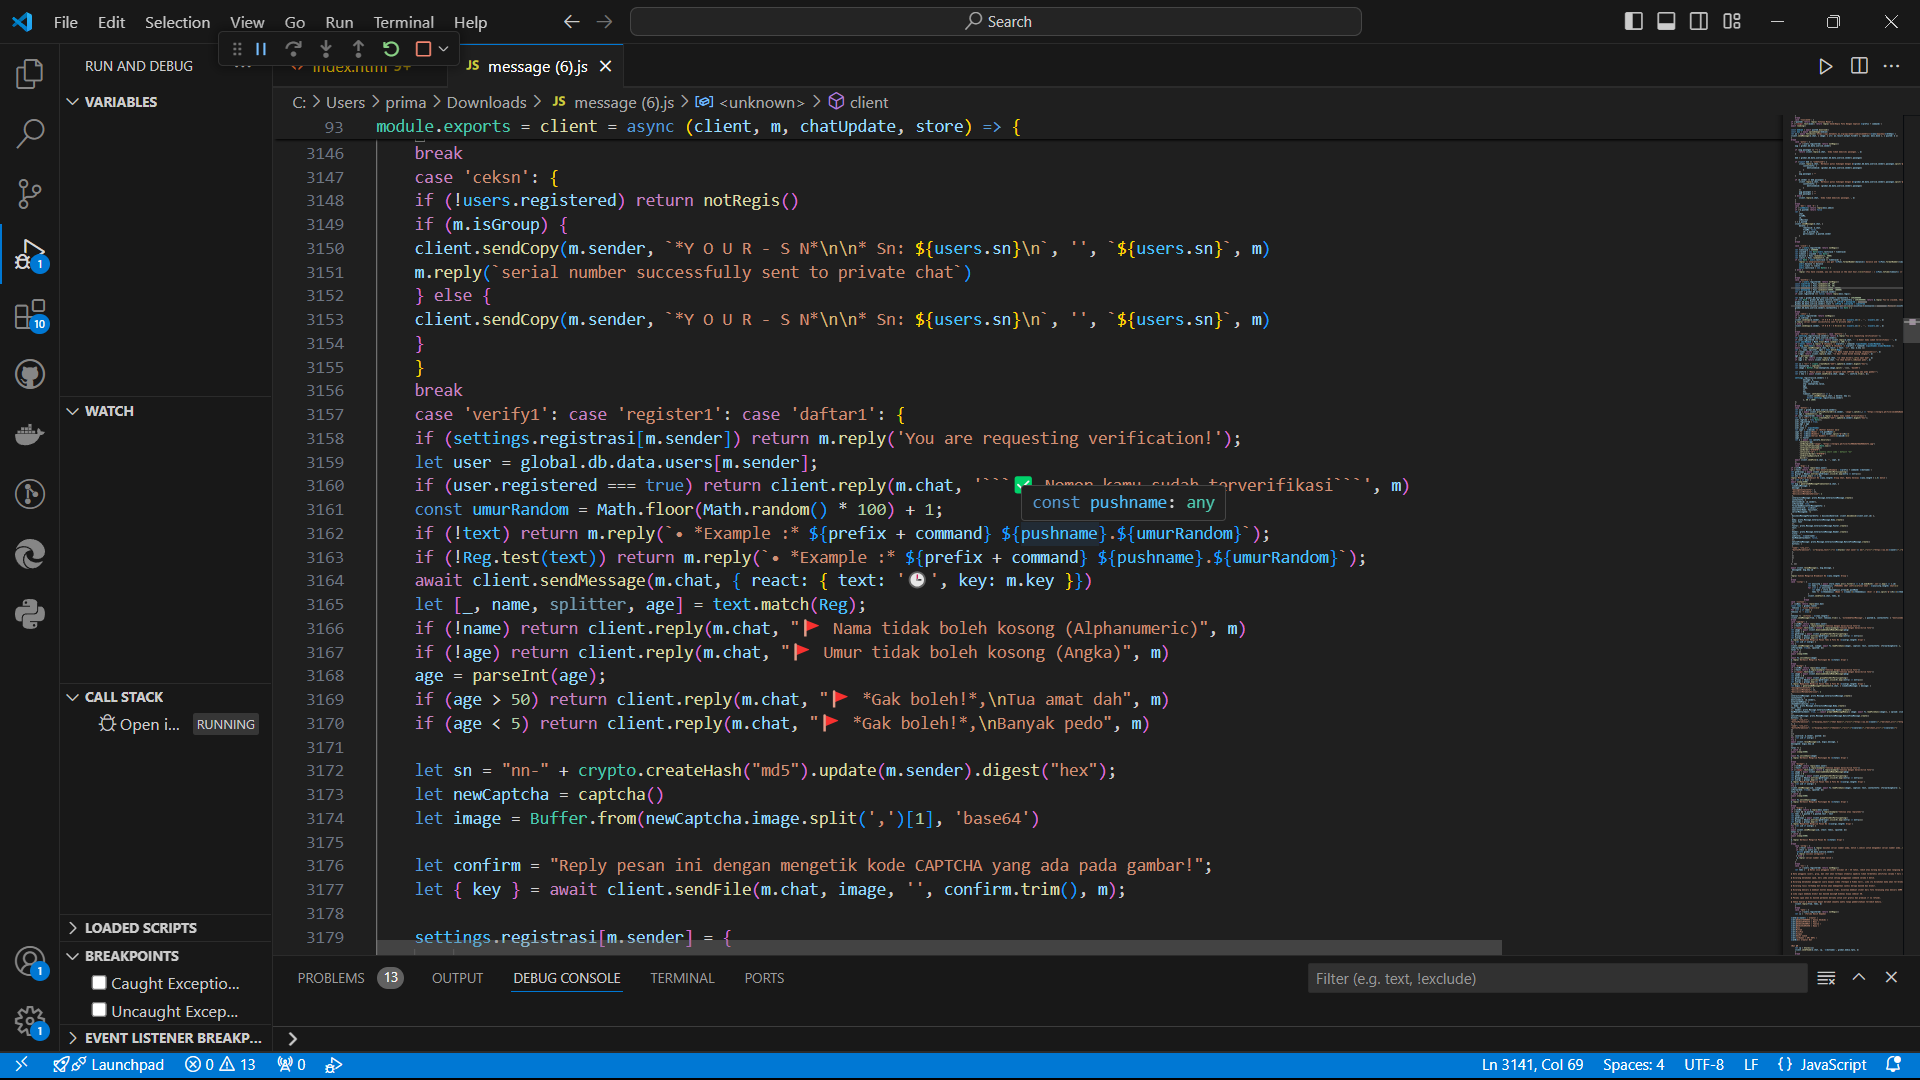 File Edit Selection View Go Run Terminal Help
Search
RUN AND DEBUG
index.html 9+
JS message (6).js
C: > Users > prima > Downloads > JS message (6).js > <unknown> > client
VARIABLES
WATCH
CALL STACK
Open i... RUNNING
LOADED SCRIPTS
BREAKPOINTS
Caught Exceptio...
Uncaught Excep...
EVENT LISTENER BREAKP...
1
10
1
1
93 module.exports = client = async (client, m, chatUpdate, store) => {
3146 break
3147 case 'ceksn': {
3148 if (!users.registered) return notRegis()
3149 if (m.isGroup) {
3150 client.sendCopy(m.sender, `*Y O U R - S N*\n\n* Sn: ${users.sn}\n`, '', `${users.sn}`, m)
3151 m.reply(`serial number successfully sent to private chat`)
3152 } else {
3153 client.sendCopy(m.sender, `*Y O U R - S N*\n\n* Sn: ${users.sn}\n`, '', `${users.sn}`, m)
3154 }
3155 }
3156 break
3157 case 'verify1': case 'register1': case 'daftar1': {
3158 if (settings.registrasi[m.sender]) return m.reply('You are requesting verification!');
3159 let user = global.db.data.users[m.sender];
3160 if (user.registered === true) return client.reply(m.chat, '```✅ Nomon kamu sudah terverifikasi```', m)
const pushname: any
3161 const umurRandom = Math.floor(Math.random() * 100) + 1;
3162 if (!text) return m.reply(`• *Example :* ${prefix + command} ${pushname}.${umurRandom}`);
3163 if (!Reg.test(text)) return m.reply(`• *Example :* ${prefix + command} ${pushname}.${umurRandom}`);
3164 await client.sendMessage(m.chat, { react: { text: '🕒', key: m.key }})
3165 let [_, name, splitter, age] = text.match(Reg);
3166 if (!name) return client.reply(m.chat, "🚩 Nama tidak boleh kosong (Alphanumeric)", m)
3167 if (!age) return client.reply(m.chat, "🚩 Umur tidak boleh kosong (Angka)", m)
3168 age = parseInt(age);
3169 if (age > 50) return client.reply(m.chat, "🚩 *Gak boleh!*,\nTua amat dah", m)
3170 if (age < 5) return client.reply(m.chat, "🚩 *Gak boleh!*,\nBanyak pedo", m)
3171
3172 let sn = "nn-" + crypto.createHash("md5").update(m.sender).digest("hex");
3173 let newCaptcha = captcha()
3174 let image = Buffer.from(newCaptcha.image.split(',')[1], 'base64')
3175
3176 let confirm = "Reply pesan ini dengan mengetik kode CAPTCHA yang ada pada gambar!";
3177 let { key } = await client.sendFile(m.chat, image, '', confirm.trim(), m);
3178
3179 settings.registrasi[m.sender] = {
PROBLEMS 13 OUTPUT DEBUG CONSOLE TERMINAL PORTS
Filter (e.g. text, !exclude)
Launchpad 0 13 0
Ln 3141, Col 69 Spaces: 4 UTF-8 LF {} JavaScript